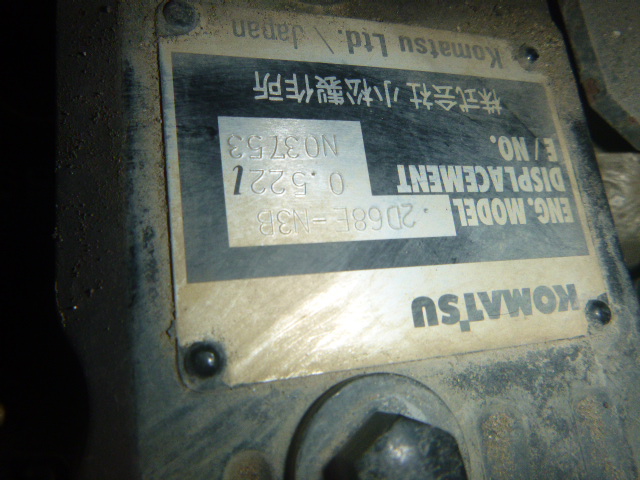 KOMATSU
ENG. MODEL 2D68E-N3B
DISPLACEMENT 0.522 l
E / NO. N03753
株式会社 小松製作所
Komatsu Ltd. / Japan